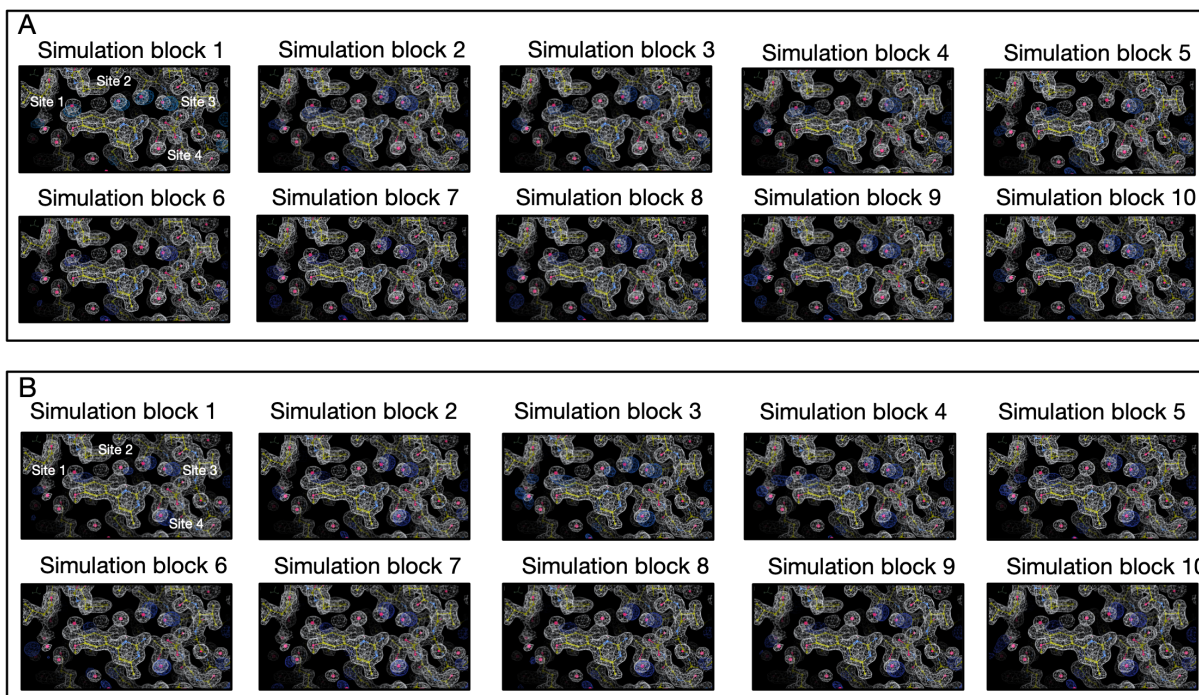 A
Simulation block 1 Simulation block 2 Simulation block 3 Simulation block 4 Simulation block 5
Site 2
Site 1 Site 3
Site 4
Simulation block 6 Simulation block 7 Simulation block 8 Simulation block 9 Simulation block 10
B
Simulation block 1 Simulation block 2 Simulation block 3 Simulation block 4 Simulation block 5
Site 2
Site 1 Site 3
Site 4
Simulation block 6 Simulation block 7 Simulation block 8 Simulation block 9 Simulation block 10